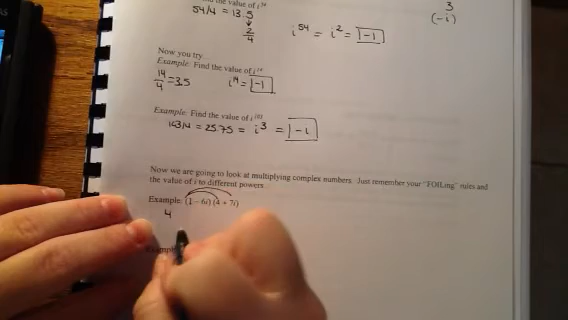 nd the value of i⁵⁴
3
54/4 = 13.5
(-i)
2/4
i⁵⁴ = i² = -1
Now you try
Example: Find the value of i¹⁴
14/4 = 3.5 i¹⁴ = -1
Example: Find the value of i¹⁰³
103/4 = 25.75 = i³ = -i
Now we are going to look at multiplying complex numbers. Just remember your "FOILing" rules and
the value of i to different powers.
Example: (1 - 6i)(4 + 7i)
4
Example